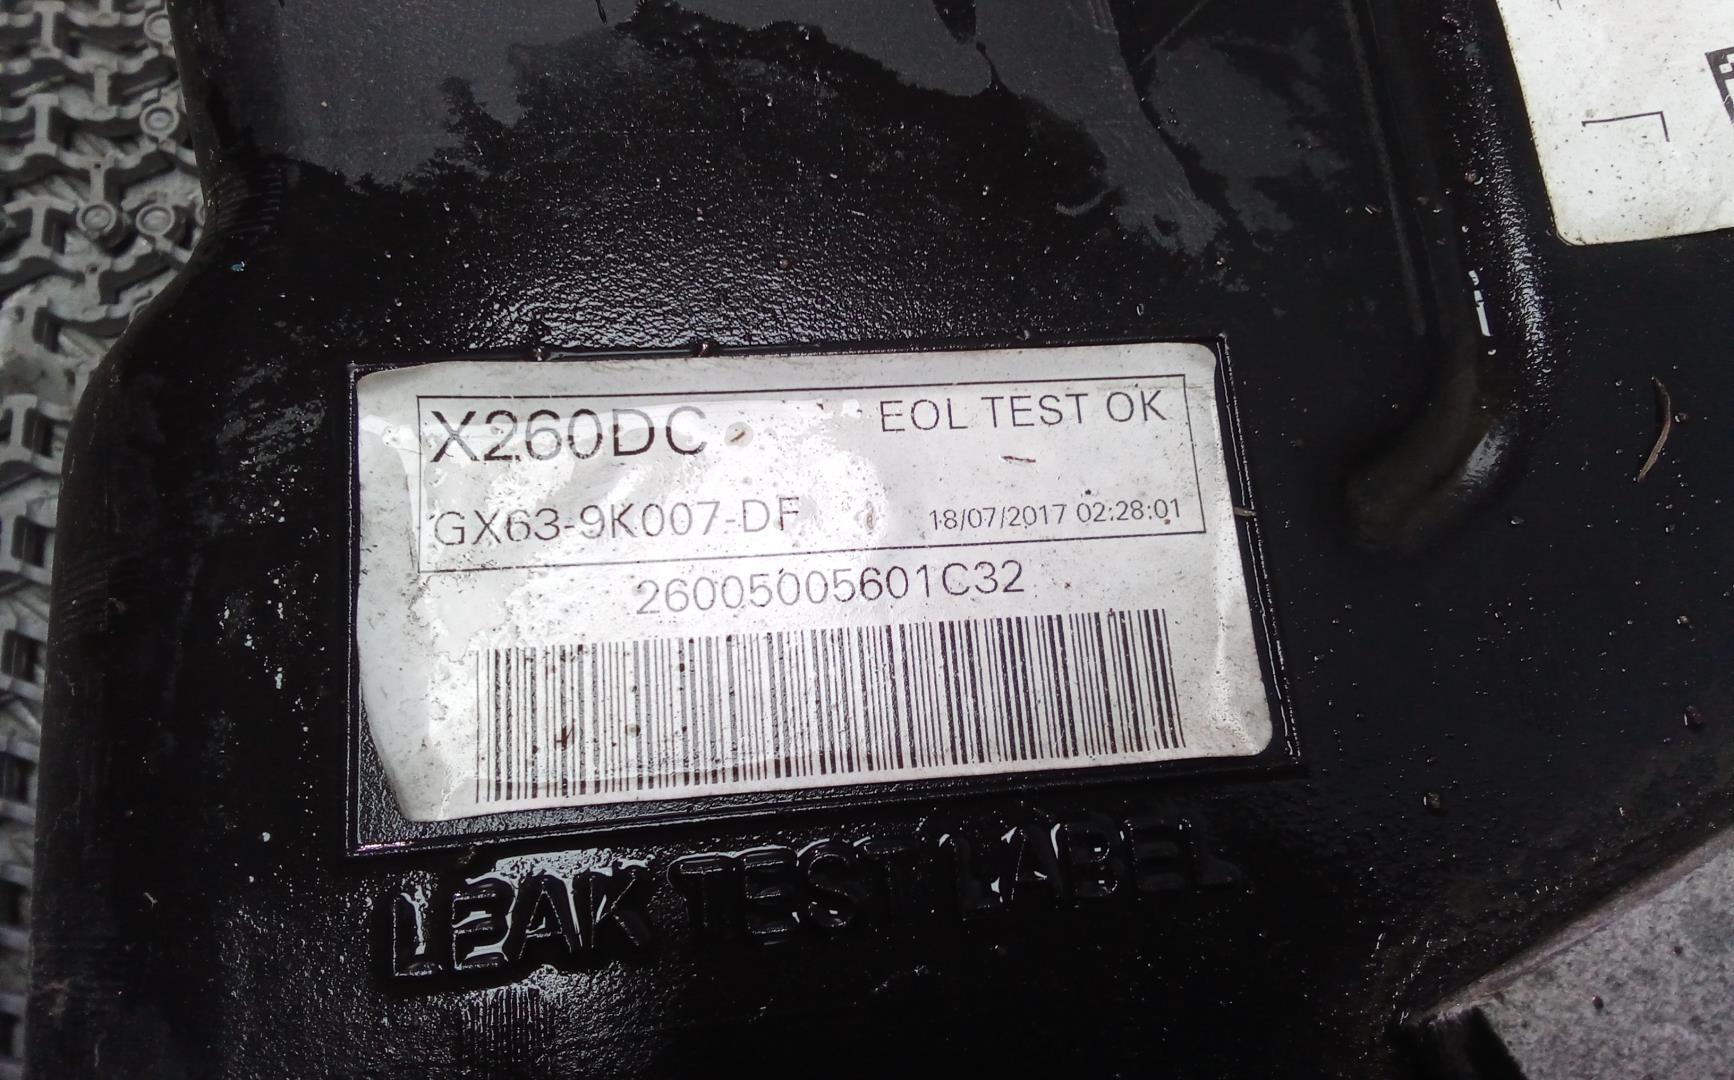 X260DC
EOL TEST OK
GX63-9K007-DF
18/07/2017 02:28:01
26005005601C32
LEAK TEST LABEL